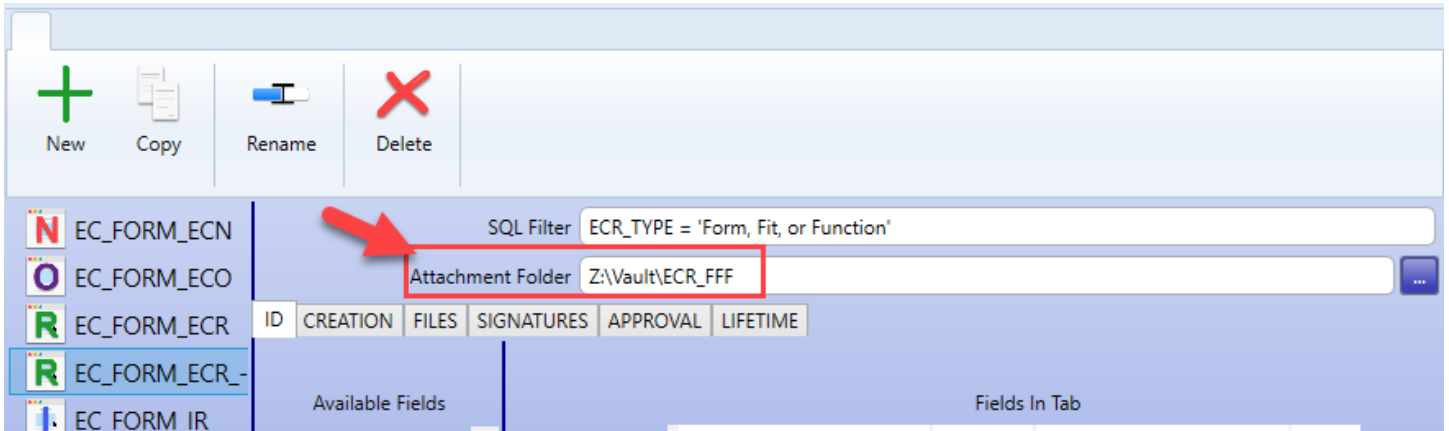 New Copy Rename Delete
EC_FORM_ECN
EC_FORM_ECO
EC_FORM_ECR
EC_FORM_ECR_-
EC_FORM_IR
SQL Filter ECR_TYPE = 'Form, Fit, or Function'
Attachment Folder Z:\Vault\ECR_FFF ...
ID CREATION FILES SIGNATURES APPROVAL LIFETIME
Available Fields Fields In Tab